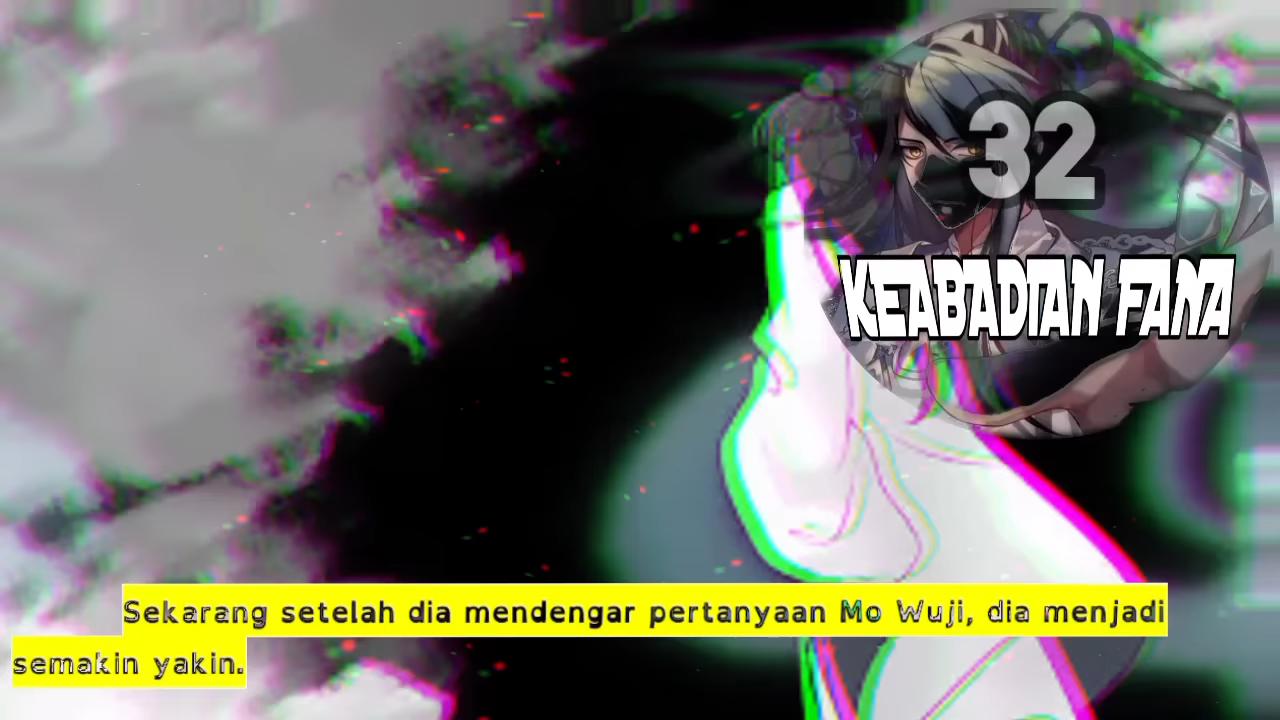 32
KEABADIAN FANA
Sekarang setelah dia mendengar pertanyaan Mo Wuji, dia menjadi
semakin yakin.